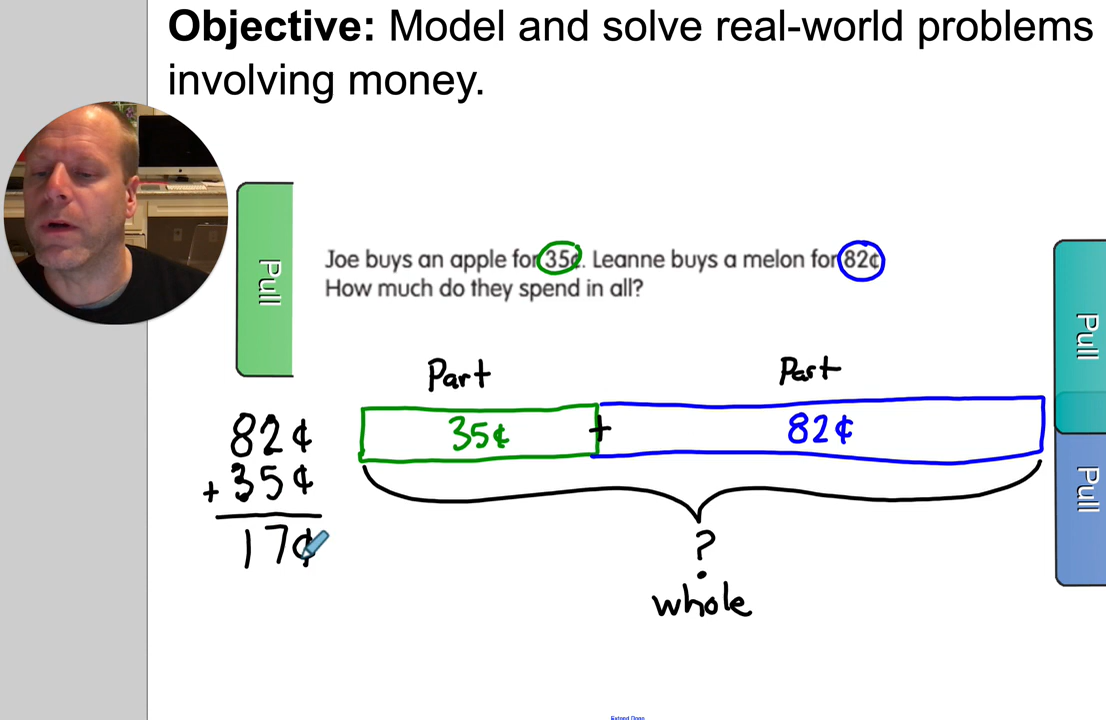 Objective: Model and solve real-world problems
involving money.
Pull
Joe buys an apple for 35¢. Leanne buys a melon for 82¢
How much do they spend in all?
Pull
Part
Part
35¢ + 82¢
82¢
+ 35¢
17¢
Pull
?
whole
Extend Page